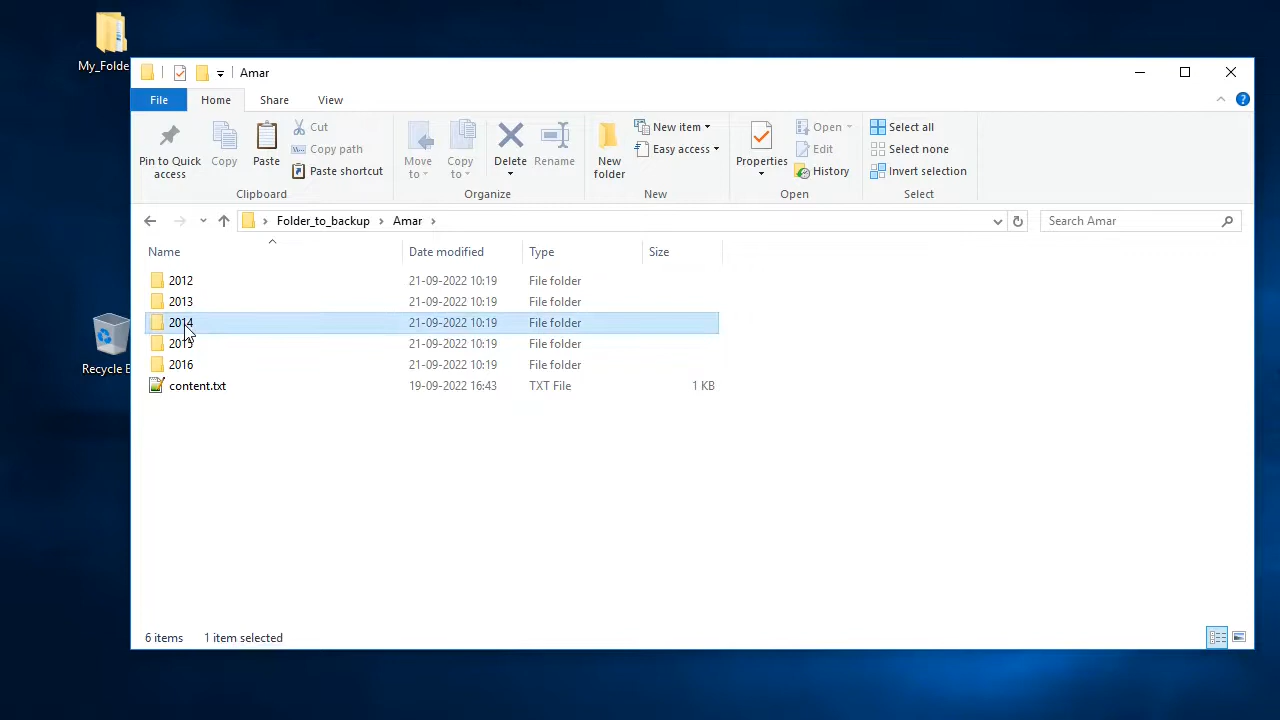 My_Folde
Amar
File Home Share View
Pin to Quick access
Copy
Paste
Cut
Copy path
Paste shortcut
Clipboard
Move to
Copy to
Delete
Rename
Organize
New folder
New item
Easy access
New
Properties
Open
Edit
History
Open
Select all
Select none
Invert selection
Select
Folder_to_backup Amar
Search Amar
Name Date modified Type Size
2012 21-09-2022 10:19 File folder
2013 21-09-2022 10:19 File folder
2014 21-09-2022 10:19 File folder
2015 21-09-2022 10:19 File folder
2016 21-09-2022 10:19 File folder
content.txt 19-09-2022 16:43 TXT File 1 KB
Recycle
6 items 1 item selected